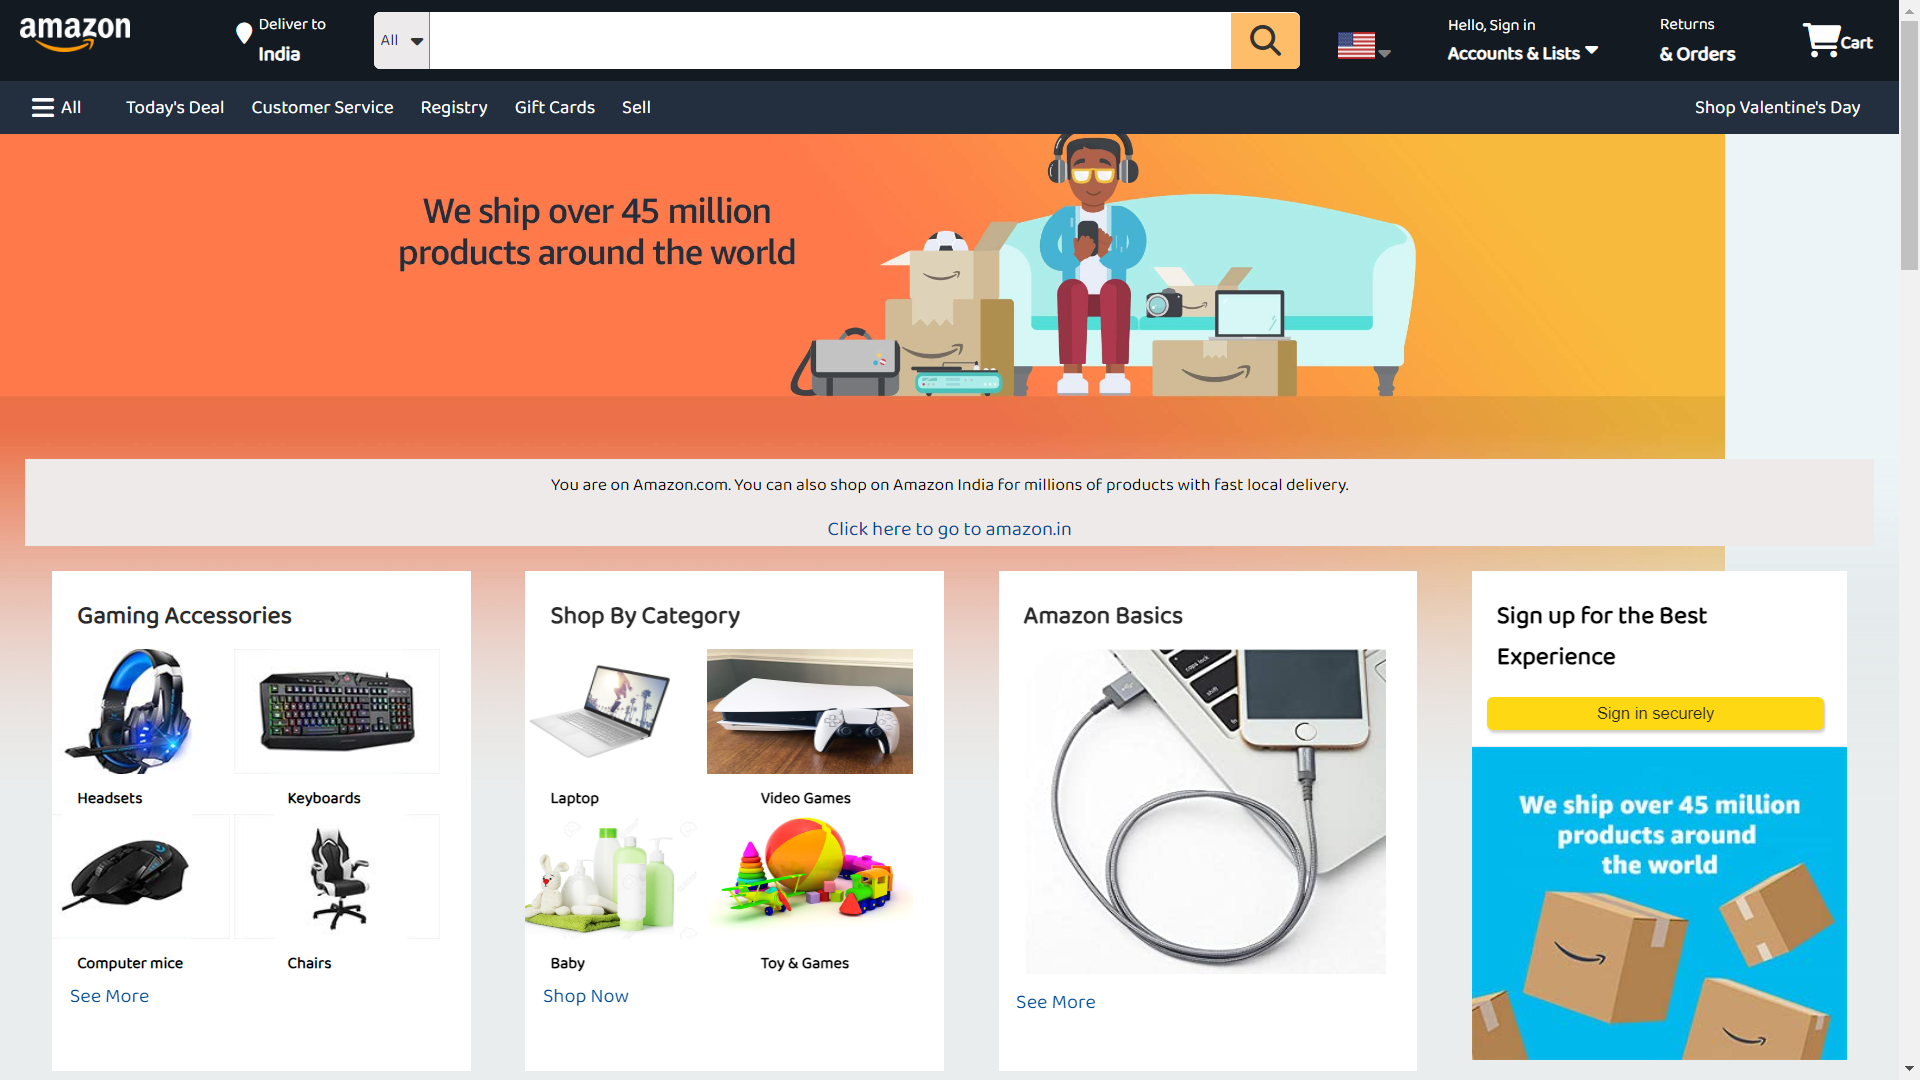 amazon
Deliver to
India
All
Hello, Sign in
Accounts & Lists
Returns
& Orders
Cart
All
Today's Deal
Customer Service
Registry
Gift Cards
Sell
Shop Valentine's Day
We ship over 45 million
products around the world
You are on Amazon.com. You can also shop on Amazon India for millions of products with fast local delivery.
Click here to go to amazon.in
Gaming Accessories
Headsets
Keyboards
Computer mice
Chairs
See More
Shop By Category
Laptop
Video Games
Baby
Toy & Games
Shop Now
Amazon Basics
caps lock
shift
fn
See More
Sign up for the Best
Experience
Sign in securely
We ship over 45 million
products around
the world